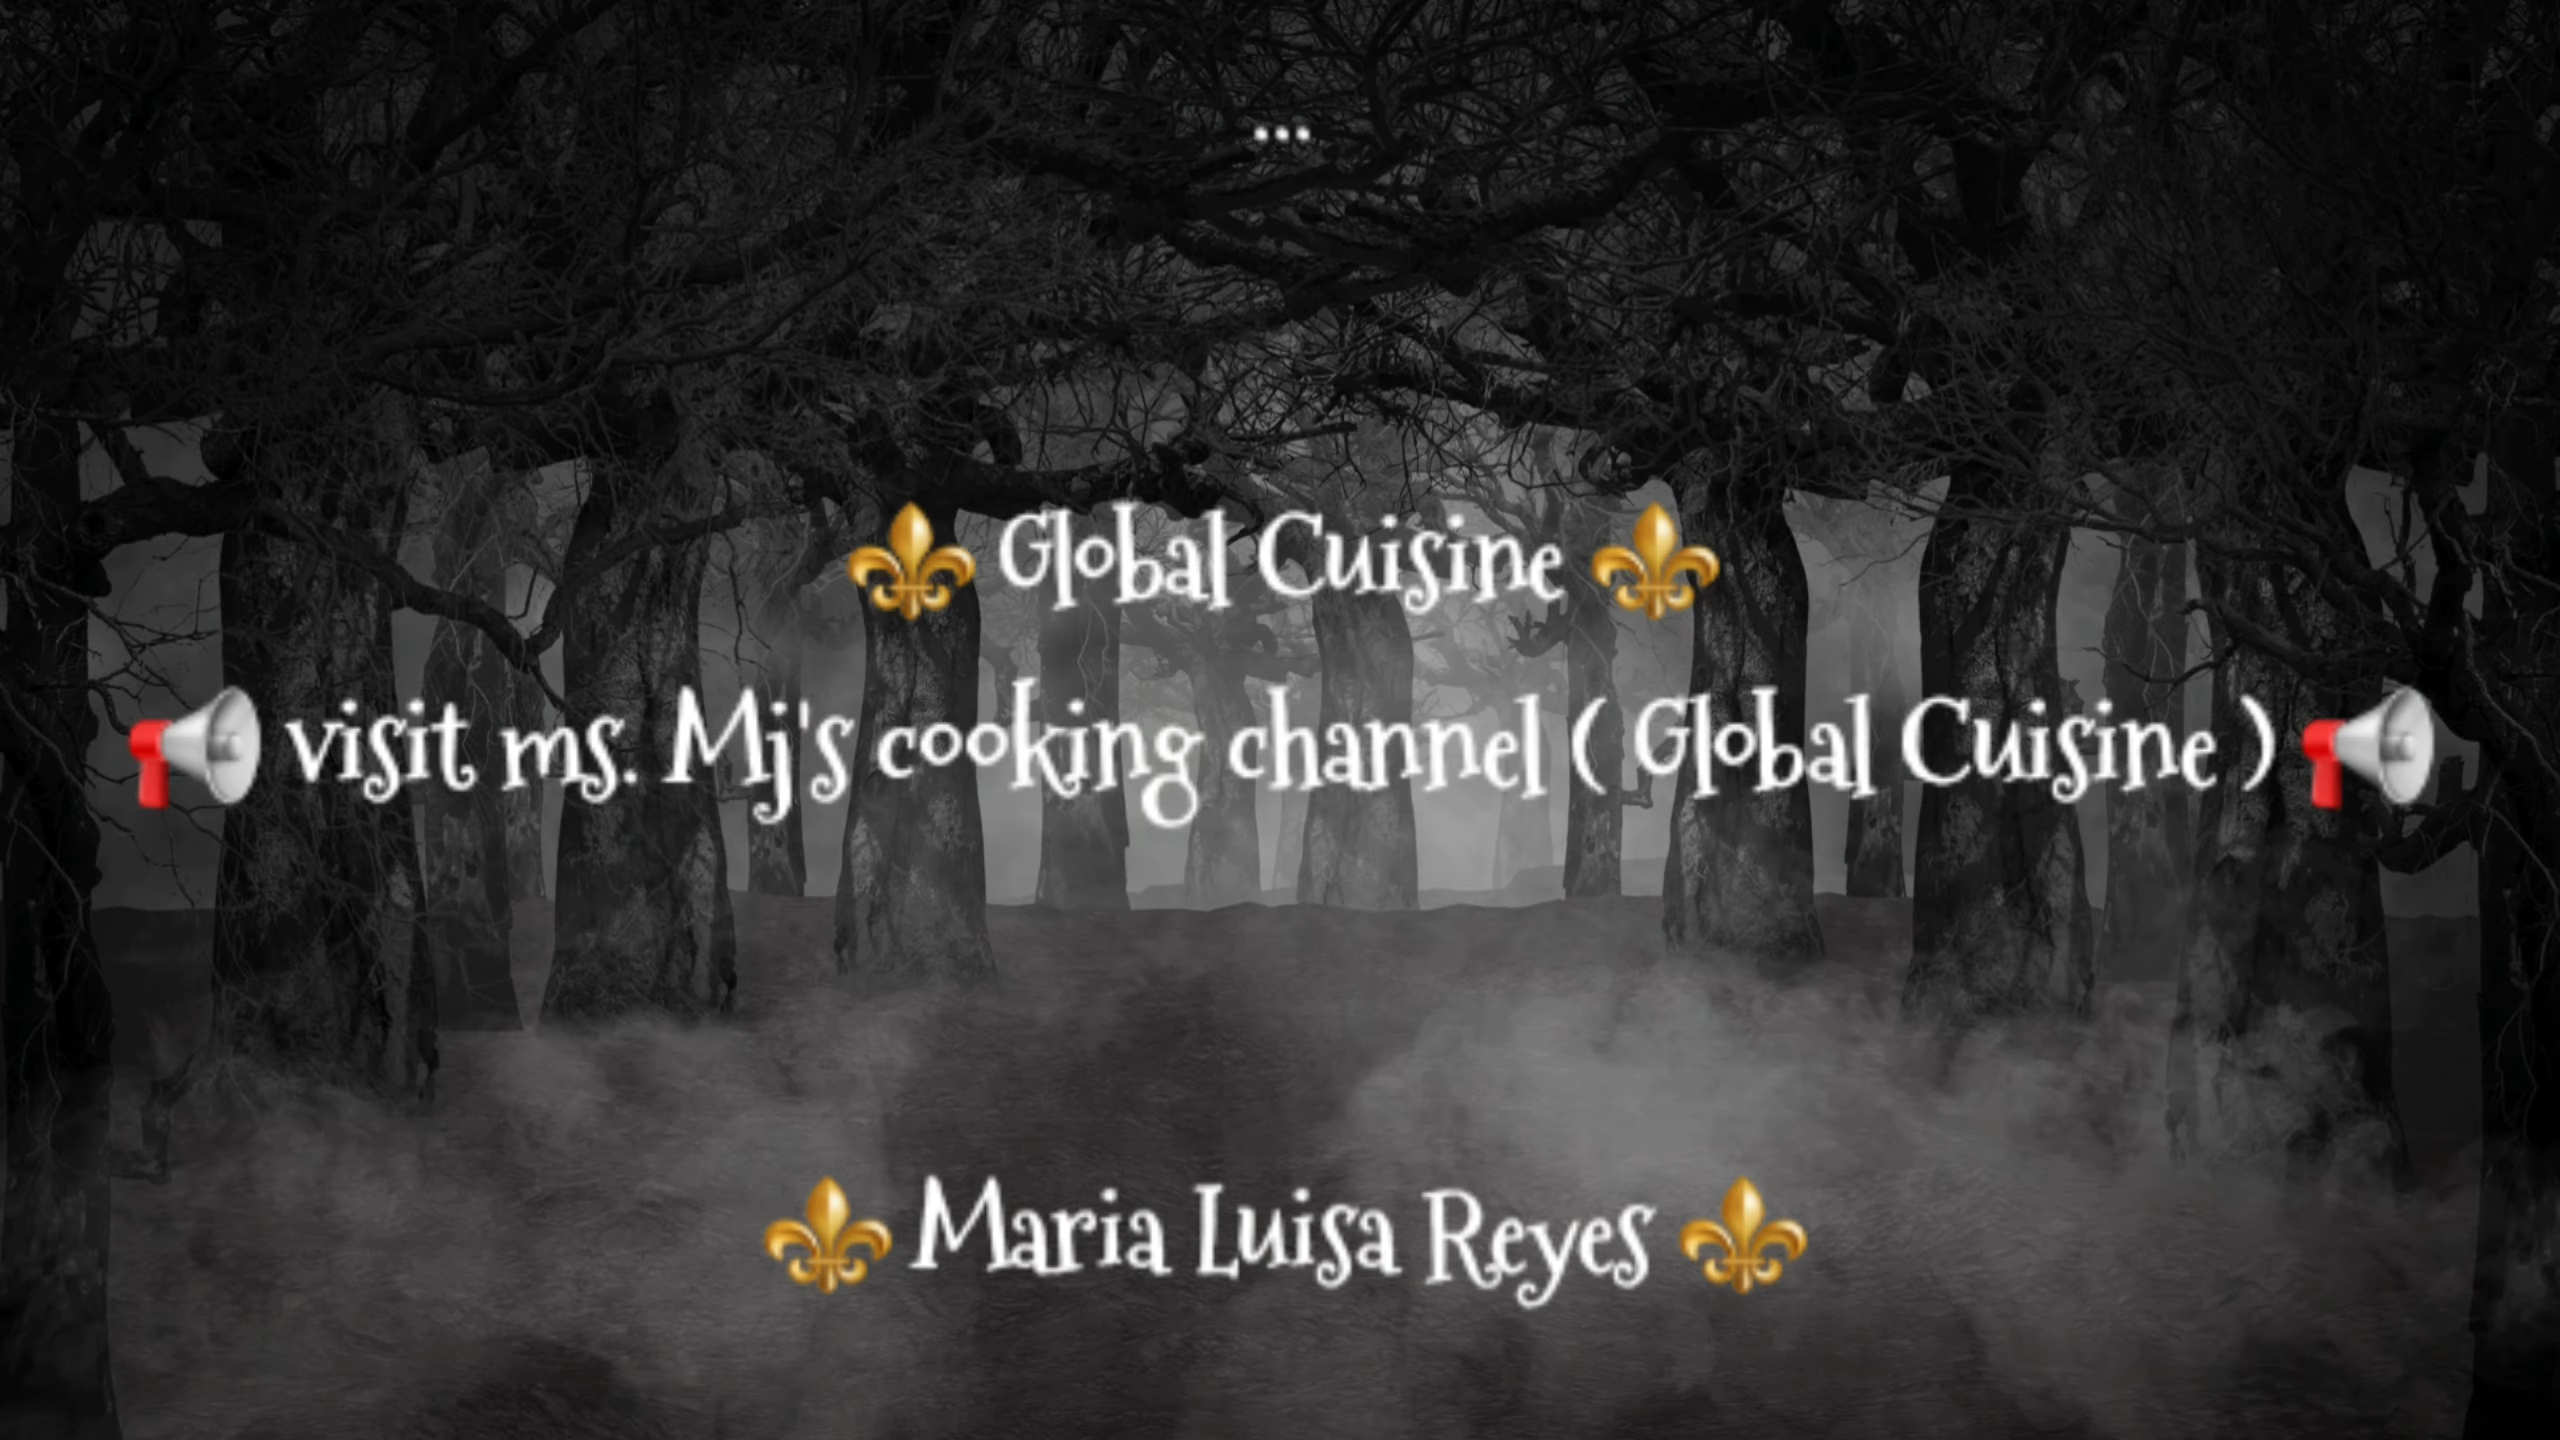 ...
⚜️ Global Cuisine ⚜️
📢 visit ms. Mj's cooking channel ( Global Cuisine ) 📢
⚜️ Maria Luisa Reyes ⚜️